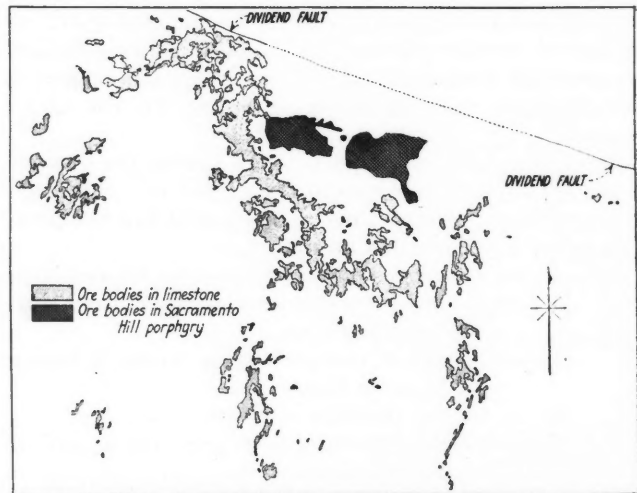 DIVIDEND FAULT
DIVIDEND FAULT
Ore bodies in limestone
Ore bodies in Sacramento
Hill porphyry